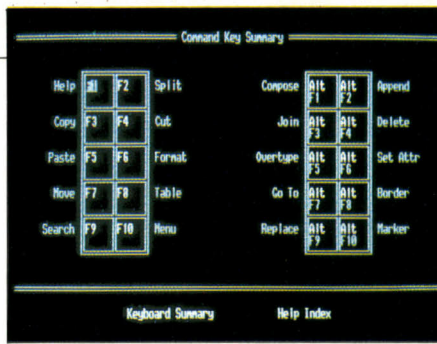 Command Key Summary
Help F1 F2 Split Compose Alt F1 Alt F2 Append
Copy F3 F4 Cut Join Alt F3 Alt F4 Delete
Paste F5 F6 Format Overtype Alt F5 Alt F6 Set Attr
Move F7 F8 Table Go To Alt F7 Alt F8 Border
Search F9 F10 Menu Replace Alt F9 Alt F10 Marker
Keyboard Summary Help Index